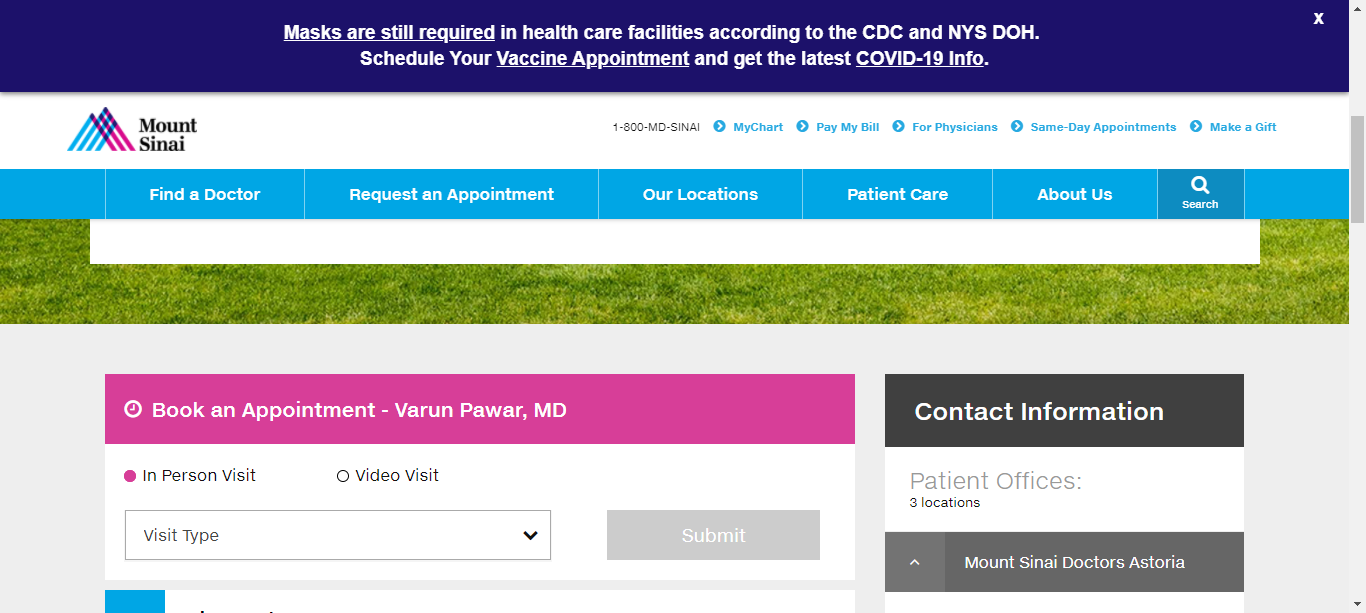 Masks are still required in health care facilities according to the CDC and NYS DOH.
X
Schedule Your Vaccine Appointment and get the latest COVID-19 Info.
Mount
Sinai
1-800-MD-SINAI MyChart Pay My Bill For Physicians Same-Day Appointments Make a Gift
Find a Doctor Request an Appointment Our Locations Patient Care About Us Search
Book an Appointment - Varun Pawar, MD
In Person Visit Video Visit
Visit Type Submit
Contact Information
Patient Offices:
3 locations
Mount Sinai Doctors Astoria